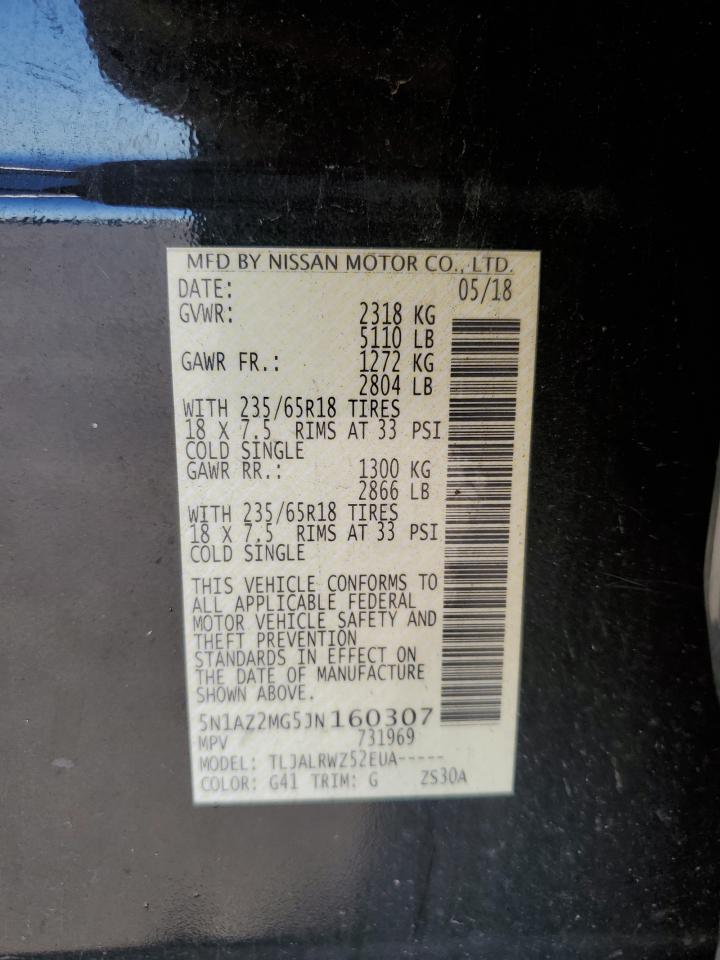 MFD BY NISSAN MOTOR CO., LTD.
DATE: 05/18
GVWR: 2318 KG
5110 LB
GAWR FR.: 1272 KG
2804 LB
WITH 235/65R18 TIRES
18 X 7.5 RIMS AT 33 PSI
COLD SINGLE
GAWR RR.: 1300 KG
2866 LB
WITH 235/65R18 TIRES
18 X 7.5 RIMS AT 33 PSI
COLD SINGLE
THIS VEHICLE CONFORMS TO
ALL APPLICABLE FEDERAL
MOTOR VEHICLE SAFETY AND
THEFT PREVENTION
STANDARDS IN EFFECT ON
THE DATE OF MANUFACTURE
SHOWN ABOVE.
5N1AZ2MG5JN160307
MPV 731969
MODEL: TLJALRWZ52EUA-----
COLOR: G41 TRIM: G ZS30A